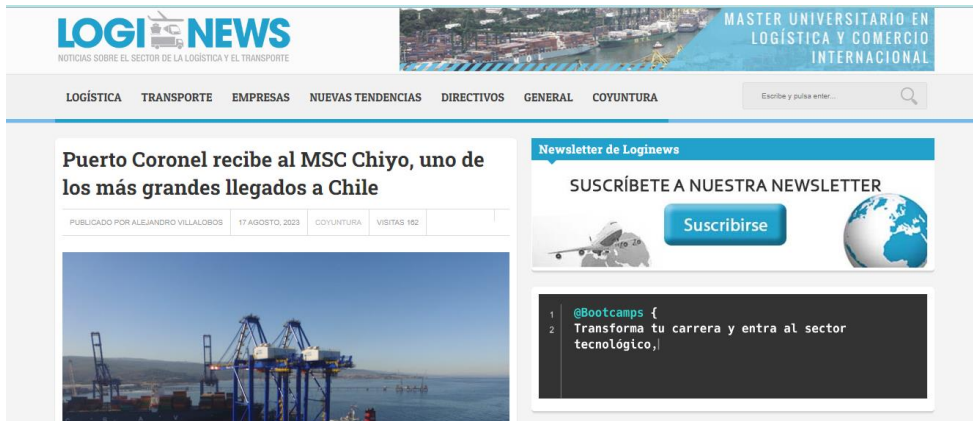 LOGINEWS
NOTICIAS SOBRE EL SECTOR DE LA LOGÍSTICA Y EL TRANSPORTE
MASTER UNIVERSITARIO EN
LOGÍSTICA Y COMERCIO
INTERNACIONAL
MOL
LOGÍSTICA TRANSPORTE EMPRESAS NUEVAS TENDENCIAS DIRECTIVOS GENERAL COYUNTURA
Escribe y pulsa enter...
Puerto Coronel recibe al MSC Chiyo, uno de
los más grandes llegados a Chile
PUBLICADO POR ALEJANDRO VILLALOBOS 17 AGOSTO, 2023 COYUNTURA VISITAS 162
Newsletter de Loginews
SUSCRÍBETE A NUESTRA NEWSLETTER
Suscribirse
1 @Bootcamps {
2 Transforma tu carrera y entra al sector
tecnológico,